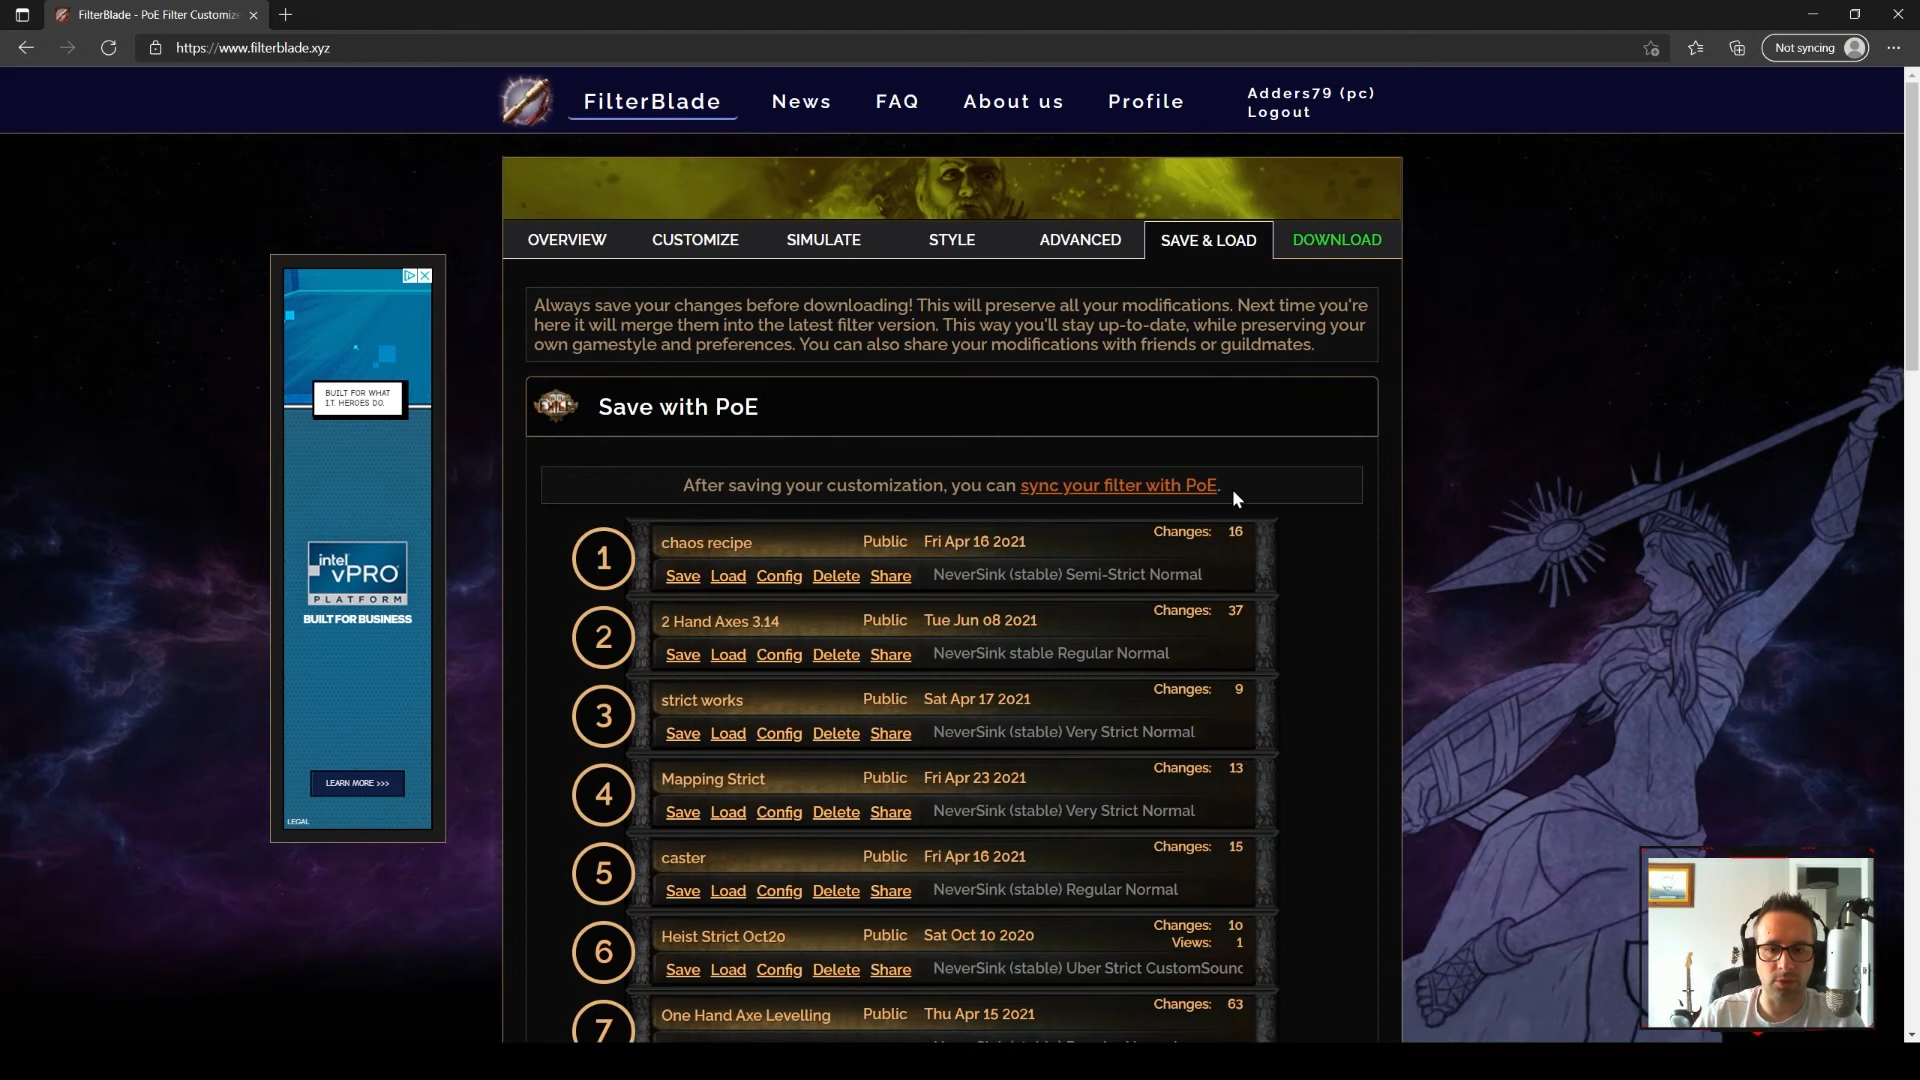 FilterBlade - PoE Filter Customize
https://www.filterblade.xyz
Not syncing
FilterBlade
News
FAQ
About us
Profile
Adders79 (pc)
Logout
OVERVIEW
CUSTOMIZE
SIMULATE
STYLE
ADVANCED
SAVE & LOAD
DOWNLOAD
Always save your changes before downloading! This will preserve all your modifications. Next time you're
here it will merge them into the latest filter version. This way you'll stay up-to-date, while preserving your
own gamestyle and preferences. You can also share your modifications with friends or guildmates.
EXILE
Save with PoE
After saving your customization, you can sync your filter with PoE.
1
chaos recipe Public Fri Apr 16 2021 Changes: 16
Save Load Config Delete Share NeverSink (stable) Semi-Strict Normal
2
2 Hand Axes 3.14 Public Tue Jun 08 2021 Changes: 37
Save Load Config Delete Share NeverSink stable Regular Normal
3
strict works Public Sat Apr 17 2021 Changes: 9
Save Load Config Delete Share NeverSink (stable) Very Strict Normal
4
Mapping Strict Public Fri Apr 23 2021 Changes: 13
Save Load Config Delete Share NeverSink (stable) Very Strict Normal
5
caster Public Fri Apr 16 2021 Changes: 15
Save Load Config Delete Share NeverSink (stable) Regular Normal
6
Heist Strict Oct20 Public Sat Oct 10 2020 Changes: 10
Views: 1
Save Load Config Delete Share NeverSink (stable) Uber Strict CustomSounc
7
One Hand Axe Levelling Public Thu Apr 15 2021 Changes: 63
BUILT FOR WHAT
I.T. HEROES DO.
intel
vPRO
PLATFORM
BUILT FOR BUSINESS
LEARN MORE >>>
LEGAL